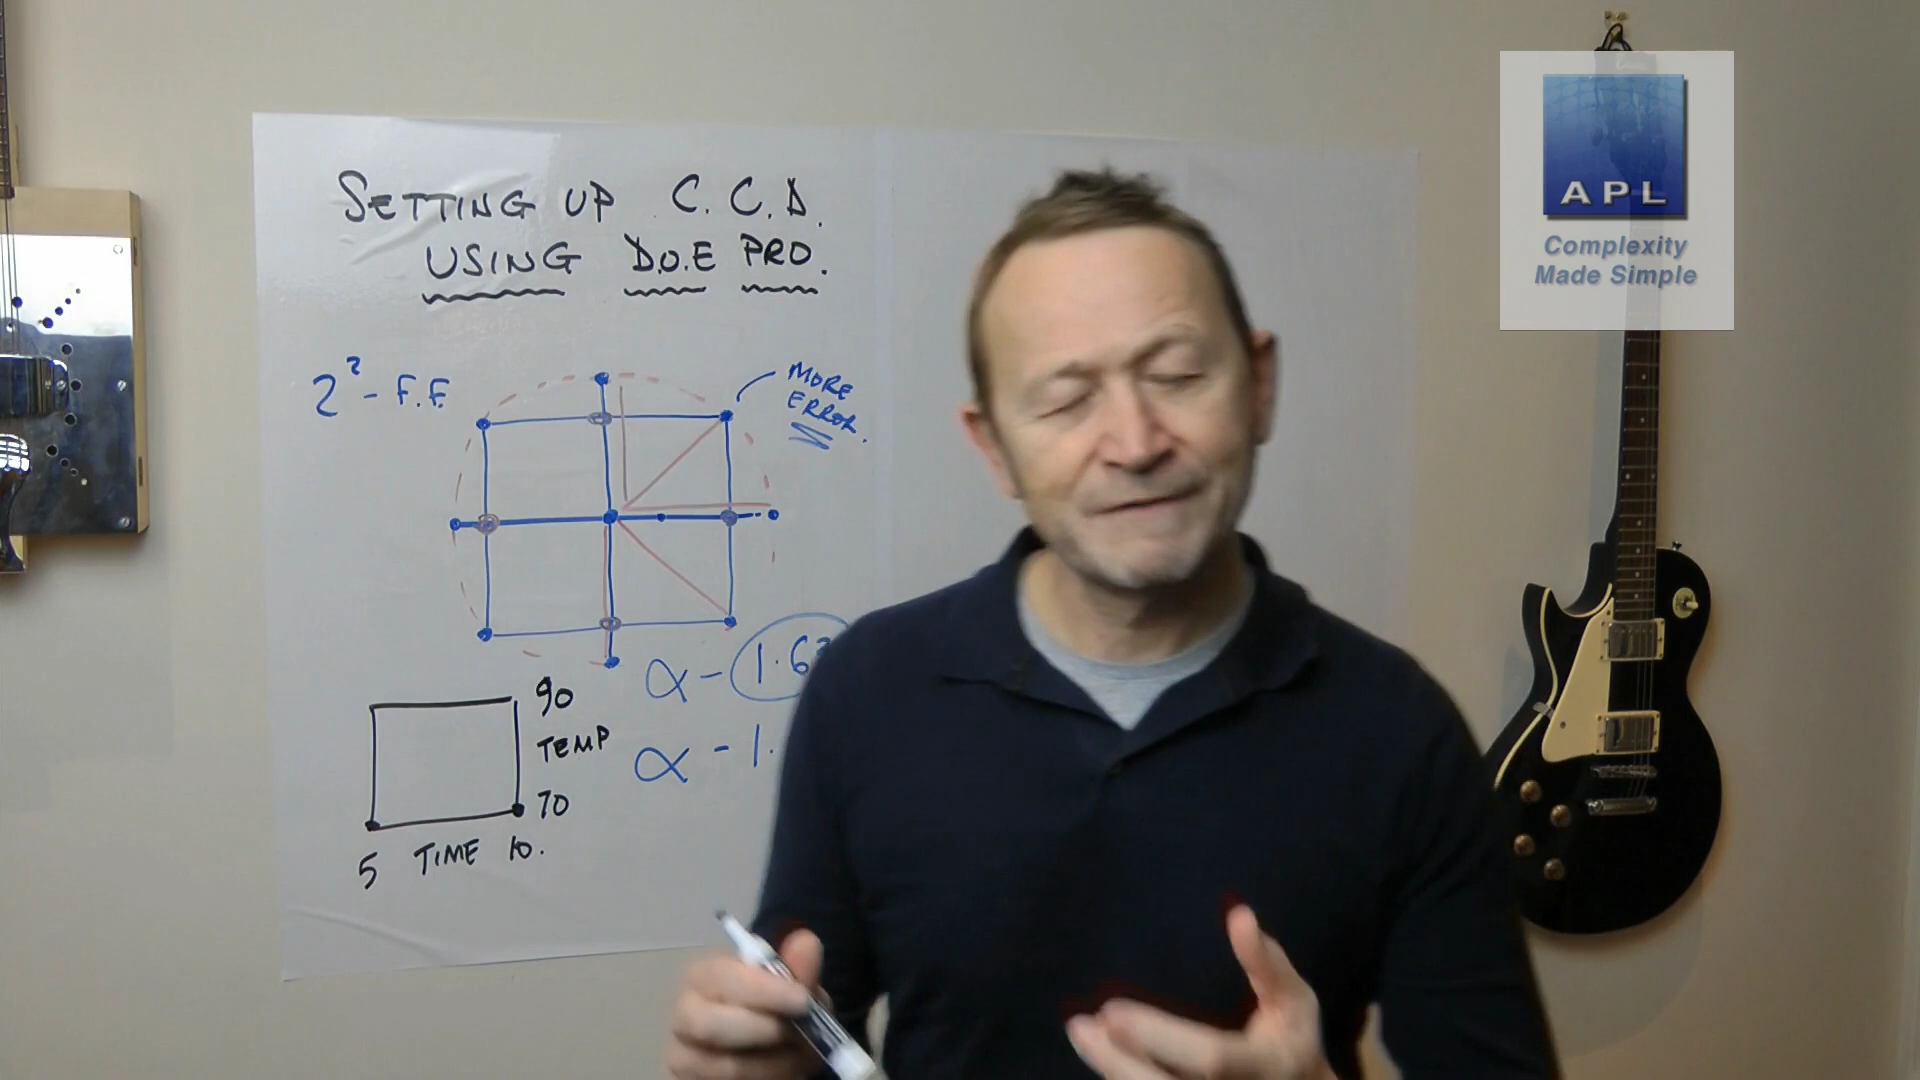 SETTING UP C.C.D.
USING D.O.E PRO.
2² - F.F.
MORE
ERROR.
α - 1.6
α - 1.
90
TEMP
70
5 TIME 10.
APL
Complexity
Made Simple